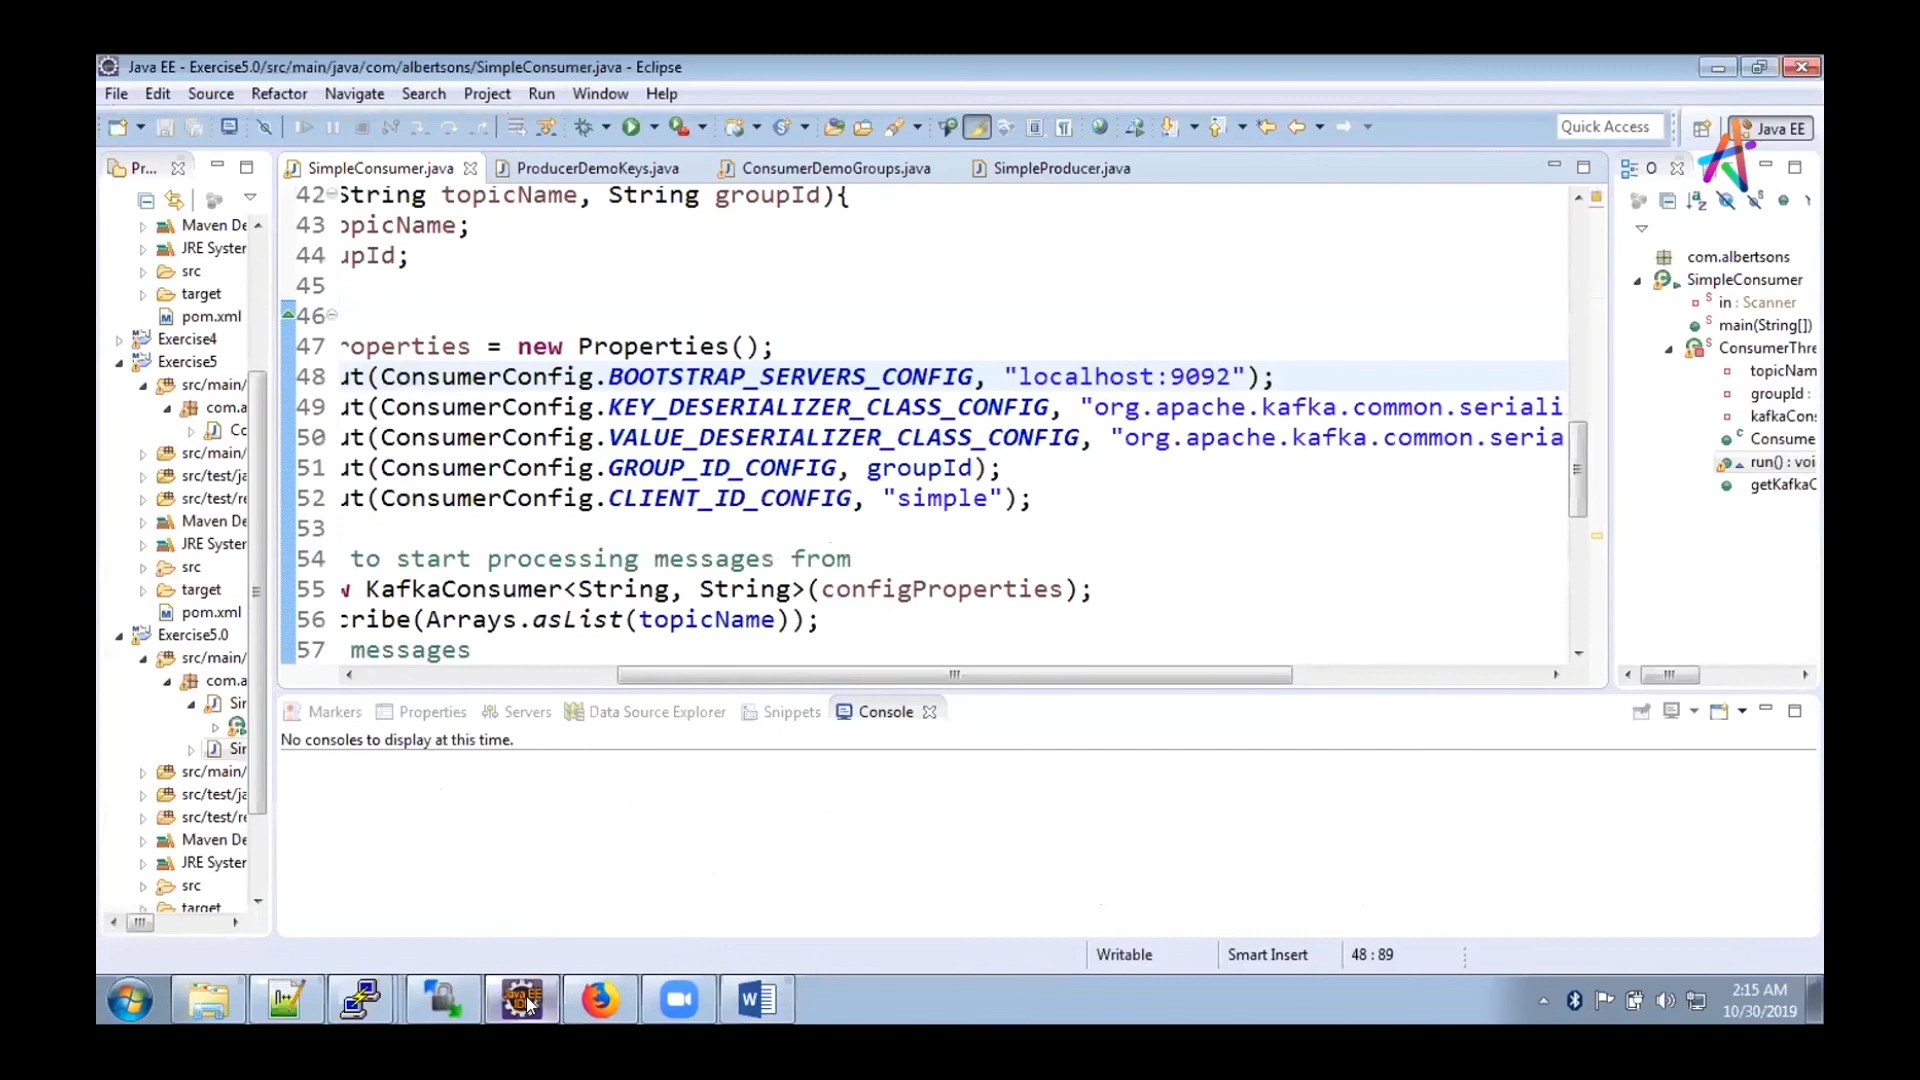 Java EE - Exercise5.0/src/main/java/com/albertsons/SimpleConsumer.java - Eclipse
File Edit Source Refactor Navigate Search Project Run Window Help
Quick Access
Java EE
Pr...
SimpleConsumer.java
ProducerDemoKeys.java
ConsumerDemoGroups.java
SimpleProducer.java
O
Maven De
JRE System
src
target
pom.xml
Exercise4
Exercise5
src/main/
com.a
Co
src/main/
src/test/ja
src/test/re
Maven De
JRE System
src
target
pom.xml
Exercise5.0
src/main/
com.a
Sin
Sin
src/main/
src/test/ja
src/test/re
Maven De
JRE System
src
target
42 String topicName, String groupId){
43 opicName;
44 upId;
45
46
47 roperties = new Properties();
48 ut(ConsumerConfig.BOOTSTRAP_SERVERS_CONFIG, "localhost:9092");
49 ut(ConsumerConfig.KEY_DESERIALIZER_CLASS_CONFIG, "org.apache.kafka.common.seriali
50 ut(ConsumerConfig.VALUE_DESERIALIZER_CLASS_CONFIG, "org.apache.kafka.common.seria
51 ut(ConsumerConfig.GROUP_ID_CONFIG, groupId);
52 ut(ConsumerConfig.CLIENT_ID_CONFIG, "simple");
53
54 to start processing messages from
55 w KafkaConsumer<String, String>(configProperties);
56 cribe(Arrays.asList(topicName));
57 messages
com.albertsons
SimpleConsumer
in : Scanner
main(String[])
ConsumerThre
topicNam
groupId :
kafkaCons
Consume
run() : voi
getKafkaC
Markers Properties Servers Data Source Explorer Snippets Console
No consoles to display at this time.
Writable
Smart Insert
48 : 89
2:15 AM
10/30/2019